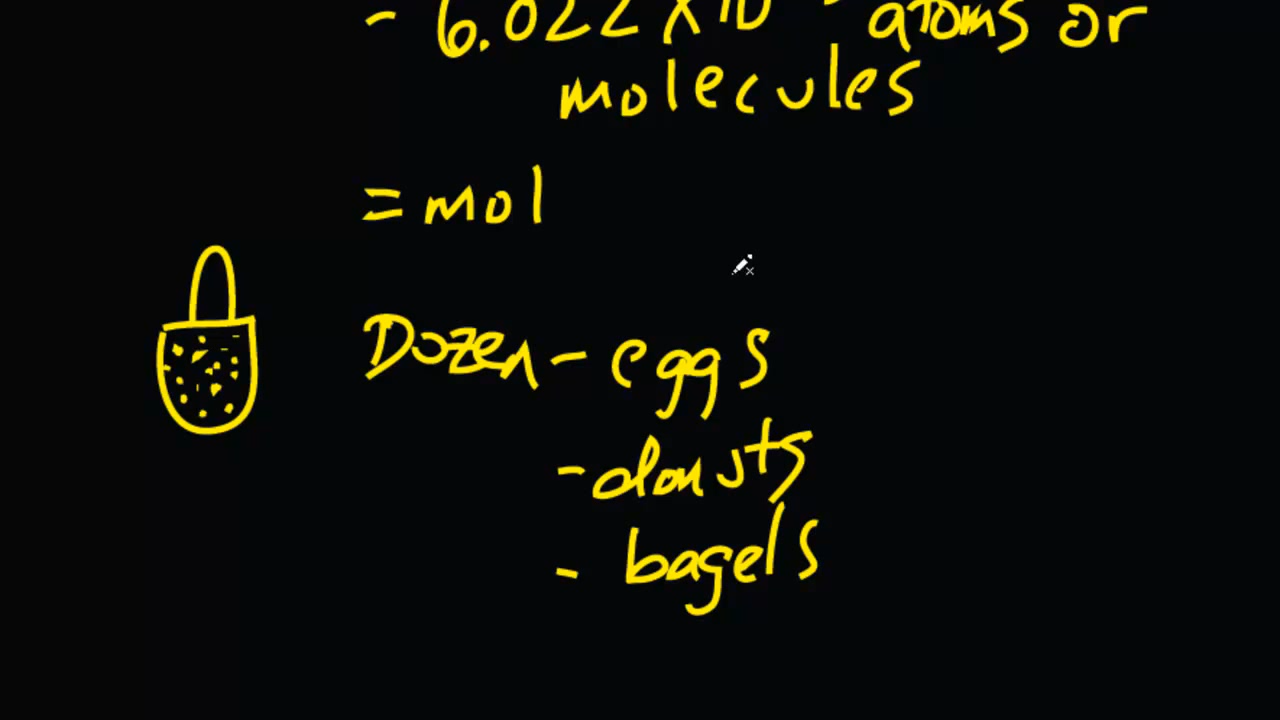 - 6.022 x 10 atoms or
molecules
= mol
Dozen - eggs
- donuts
- bagels